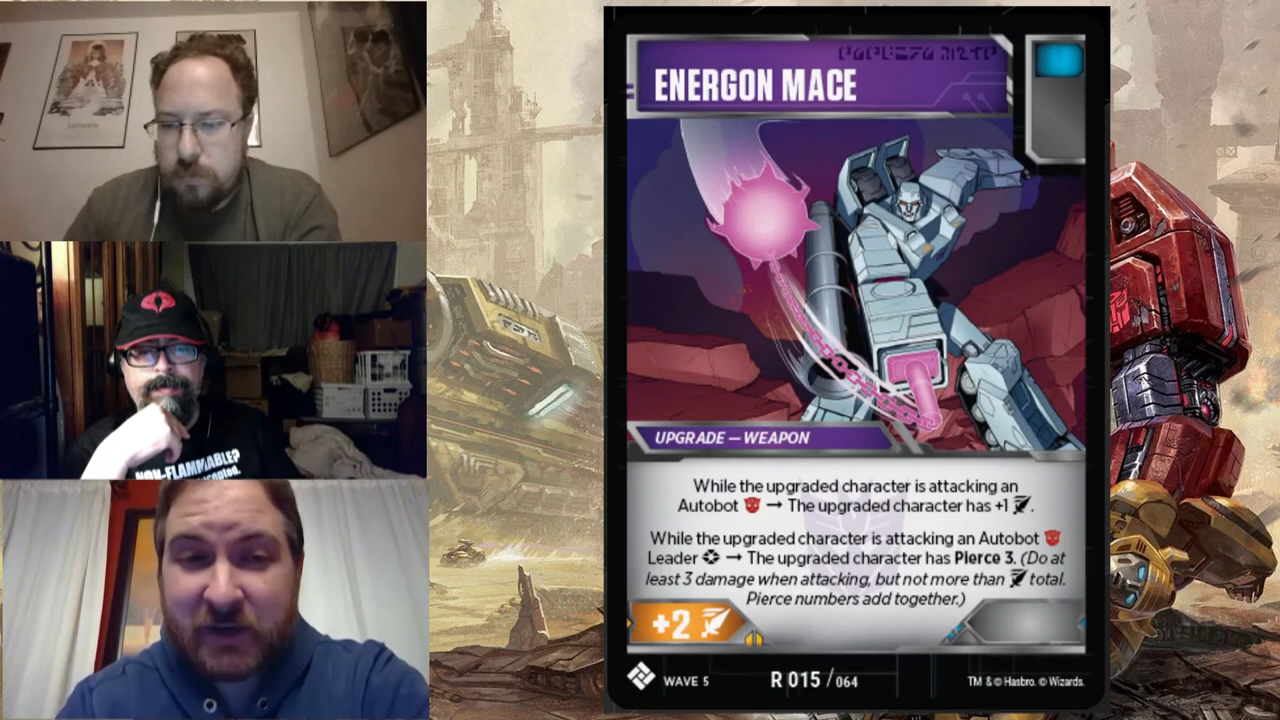 ENERGON MACE
UPGRADE — WEAPON
While the upgraded character is attacking an
Autobot → The upgraded character has +1 .
While the upgraded character is attacking an Autobot
Leader → The upgraded character has Pierce 3. (Do at
least 3 damage when attacking, but not more than total.
Pierce numbers add together.)
+2
WAVE 5
R 015 / 064
TM & © Hasbro. © Wizards.
NON-FLAMMABLE?